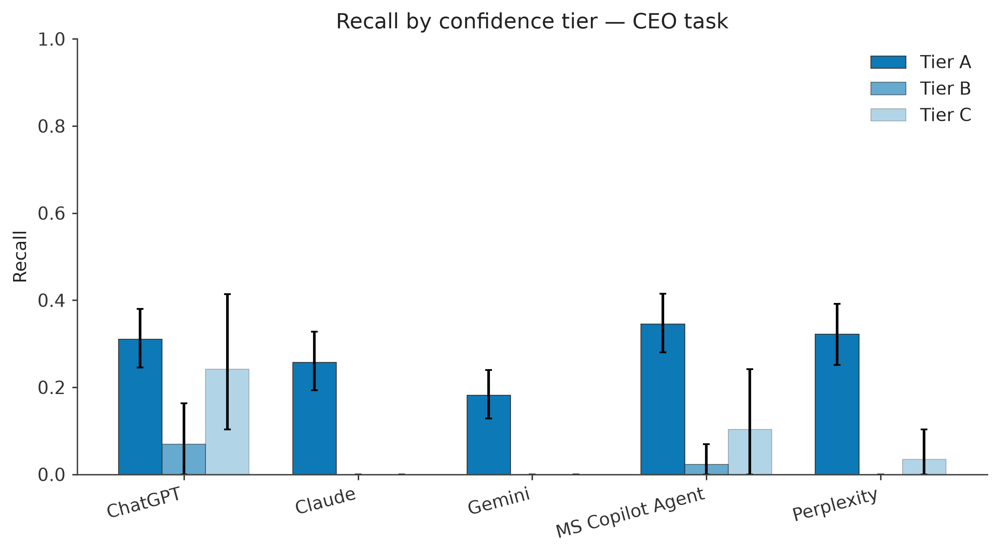 Recall by confidence tier — CEO task
1.0
0.8
0.6
0.4
0.2
0.0
Recall
Tier A
Tier B
Tier C
ChatGPT
Claude
Gemini
MS Copilot Agent
Perplexity